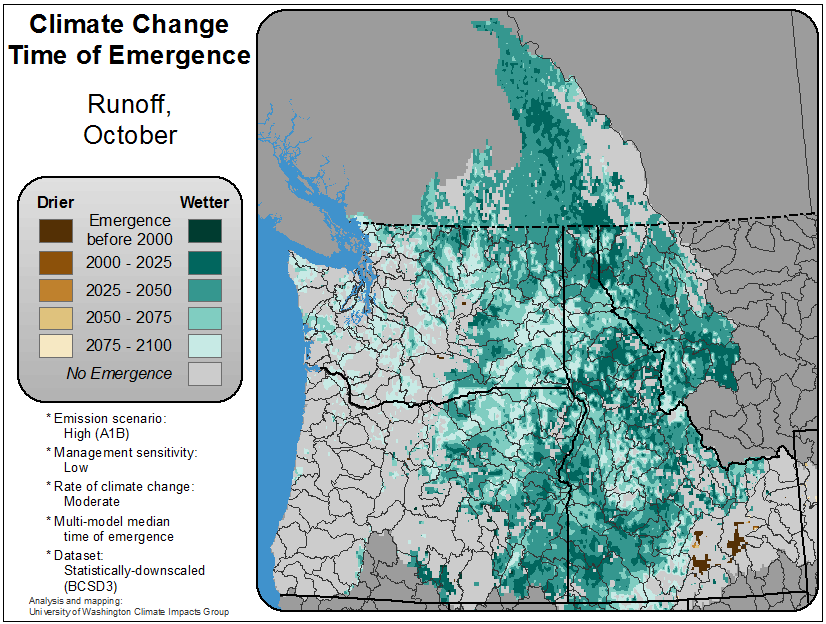 Climate Change
Time of Emergence
Runoff,
October
Drier Wetter
Emergence
before 2000
2000 - 2025
2025 - 2050
2050 - 2075
2075 - 2100
No Emergence
* Emission scenario:
High (A1B)
* Management sensitivity:
Low
* Rate of climate change:
Moderate
* Multi-model median
time of emergence
* Dataset:
Statistically-downscaled
(BCSD3)
Analysis and mapping:
University of Washington Climate Impacts Group